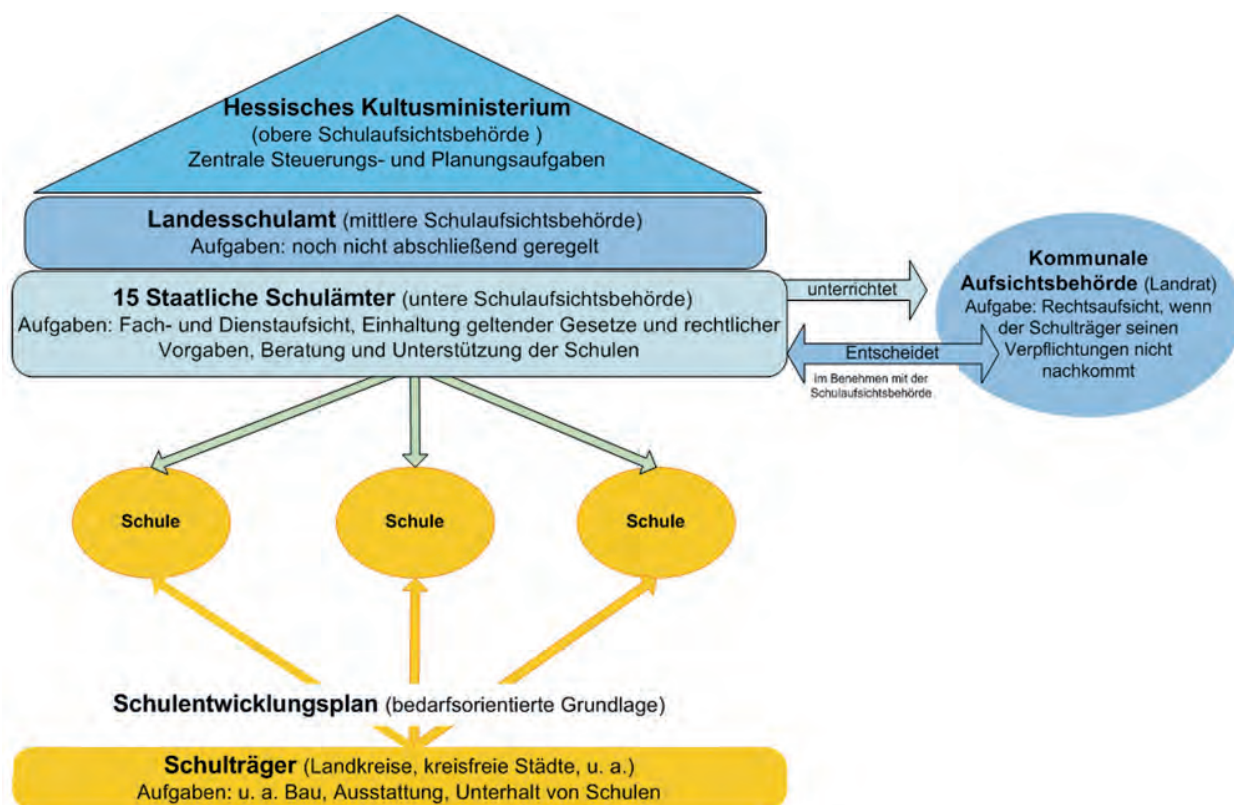 Hessisches Kultusministerium
(obere Schulaufsichtsbehörde )
Zentrale Steuerungs- und Planungsaufgaben
Landesschulamt (mittlere Schulaufsichtsbehörde)
Aufgaben: noch nicht abschließend geregelt
15 Staatliche Schulämter (untere Schulaufsichtsbehörde)
Aufgaben: Fach- und Dienstaufsicht, Einhaltung geltender Gesetze und rechtlicher
Vorgaben, Beratung und Unterstützung der Schulen
unterrichtet
Entscheidet
im Benehmen mit der
Schulaufsichtsbehörde
Kommunale
Aufsichtsbehörde (Landrat)
Aufgabe: Rechtsaufsicht, wenn
der Schulträger seinen
Verpflichtungen nicht
nachkommt
Schule
Schule
Schule
Schulentwicklungsplan (bedarfsorientierte Grundlage)
Schulträger (Landkreise, kreisfreie Städte, u. a.)
Aufgaben: u. a. Bau, Ausstattung, Unterhalt von Schulen